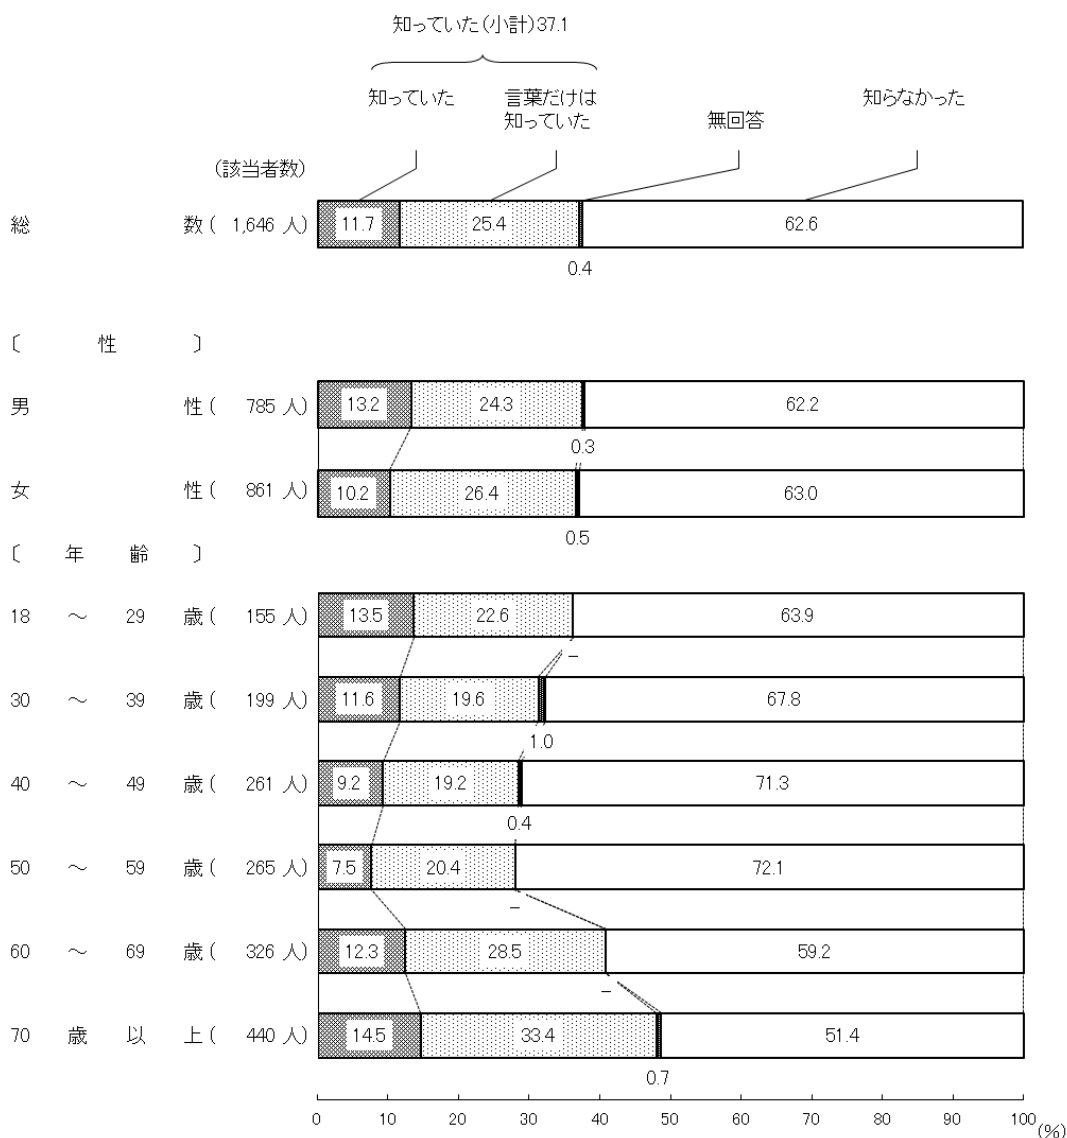 知っていた(小計)37.1
知っていた 言葉だけは知っていた 無回答 知らなかった
(該当者数)
総数( 1,646 人) 11.7 25.4 62.6
0.4
〔 性 〕
男性( 785 人) 13.2 24.3 62.2
0.3
女性( 861 人) 10.2 26.4 63.0
0.5
〔 年 齢 〕
18 ～ 29 歳( 155 人) 13.5 22.6 63.9
−
30 ～ 39 歳( 199 人) 11.6 19.6 67.8
1.0
40 ～ 49 歳( 261 人) 9.2 19.2 71.3
0.4
50 ～ 59 歳( 265 人) 7.5 20.4 72.1
−
60 ～ 69 歳( 326 人) 12.3 28.5 59.2
−
70 歳 以 上( 440 人) 14.5 33.4 51.4
0.7
0 10 20 30 40 50 60 70 80 90 100 (%)